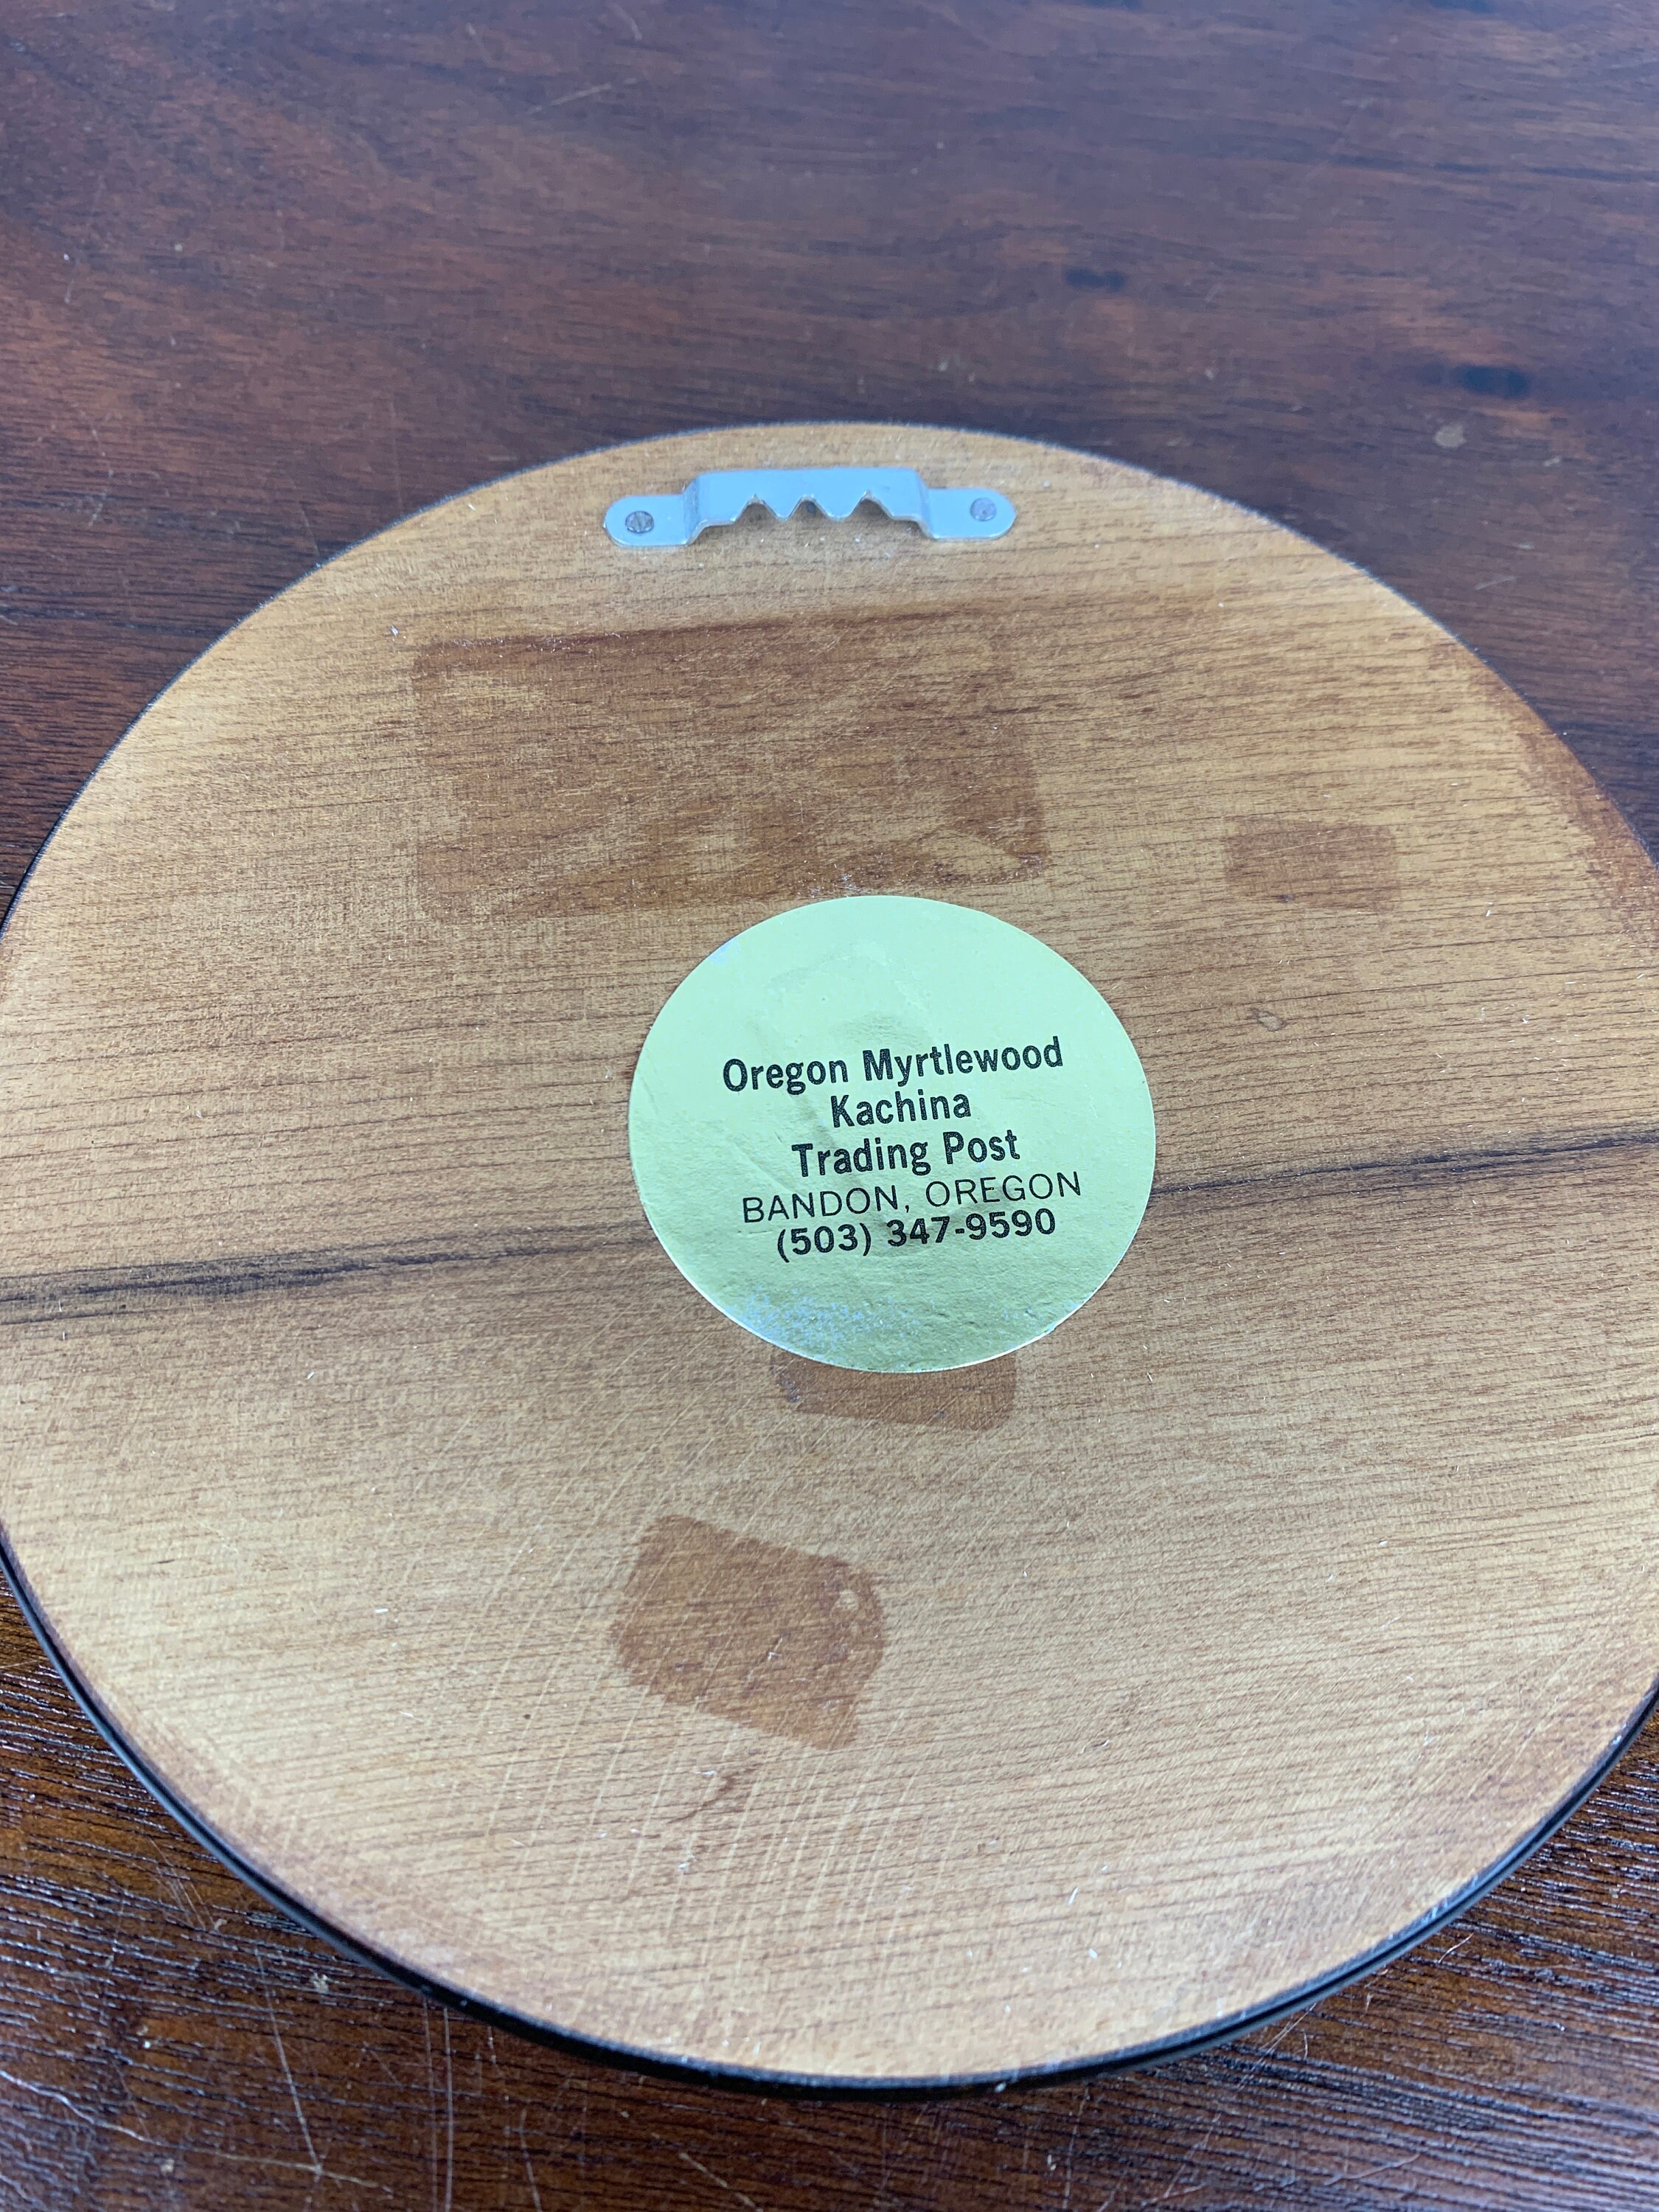 Oregon Myrtlewood
Kachina
Trading Post
BANDON, OREGON
(503) 347-9590